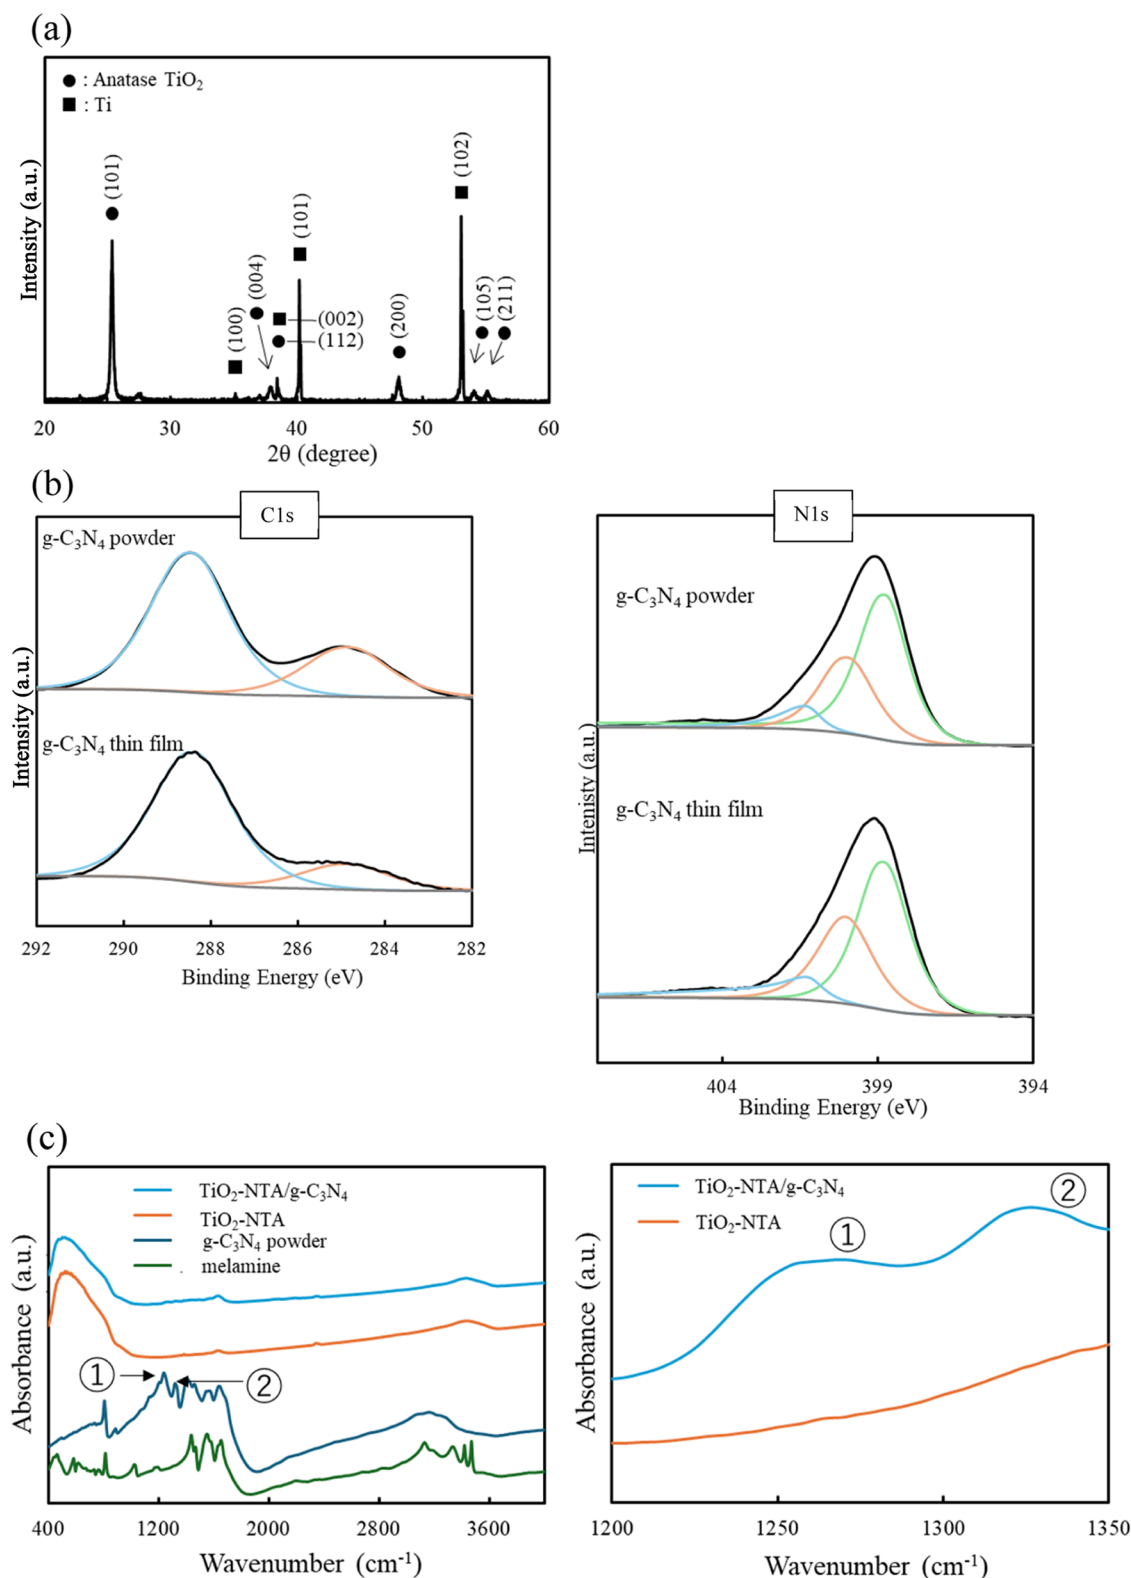 (a)
● : Anatase TiO₂
■ : Ti
(101)
(100)
(004)
(101)
(002)
(112)
(200)
(102)
(105)
(211)
Intensity (a.u.)
20 30 40 50 60
2θ (degree)
(b)
C1s
g-C₃N₄ powder
g-C₃N₄ thin film
Intensity (a.u.)
292 290 288 286 284 282
Binding Energy (eV)
N1s
g-C₃N₄ powder
g-C₃N₄ thin film
Intenisty (a.u.)
404 399 394
Binding Energy (eV)
(c)
TiO₂-NTA/g-C₃N₄
TiO₂-NTA
g-C₃N₄ powder
melamine
①
②
Absorbance (a.u.)
400 1200 2000 2800 3600
Wavenumber (cm⁻¹)
TiO₂-NTA/g-C₃N₄
TiO₂-NTA
①
②
Absorbance (a.u.)
1200 1250 1300 1350
Wavenumber (cm⁻¹)